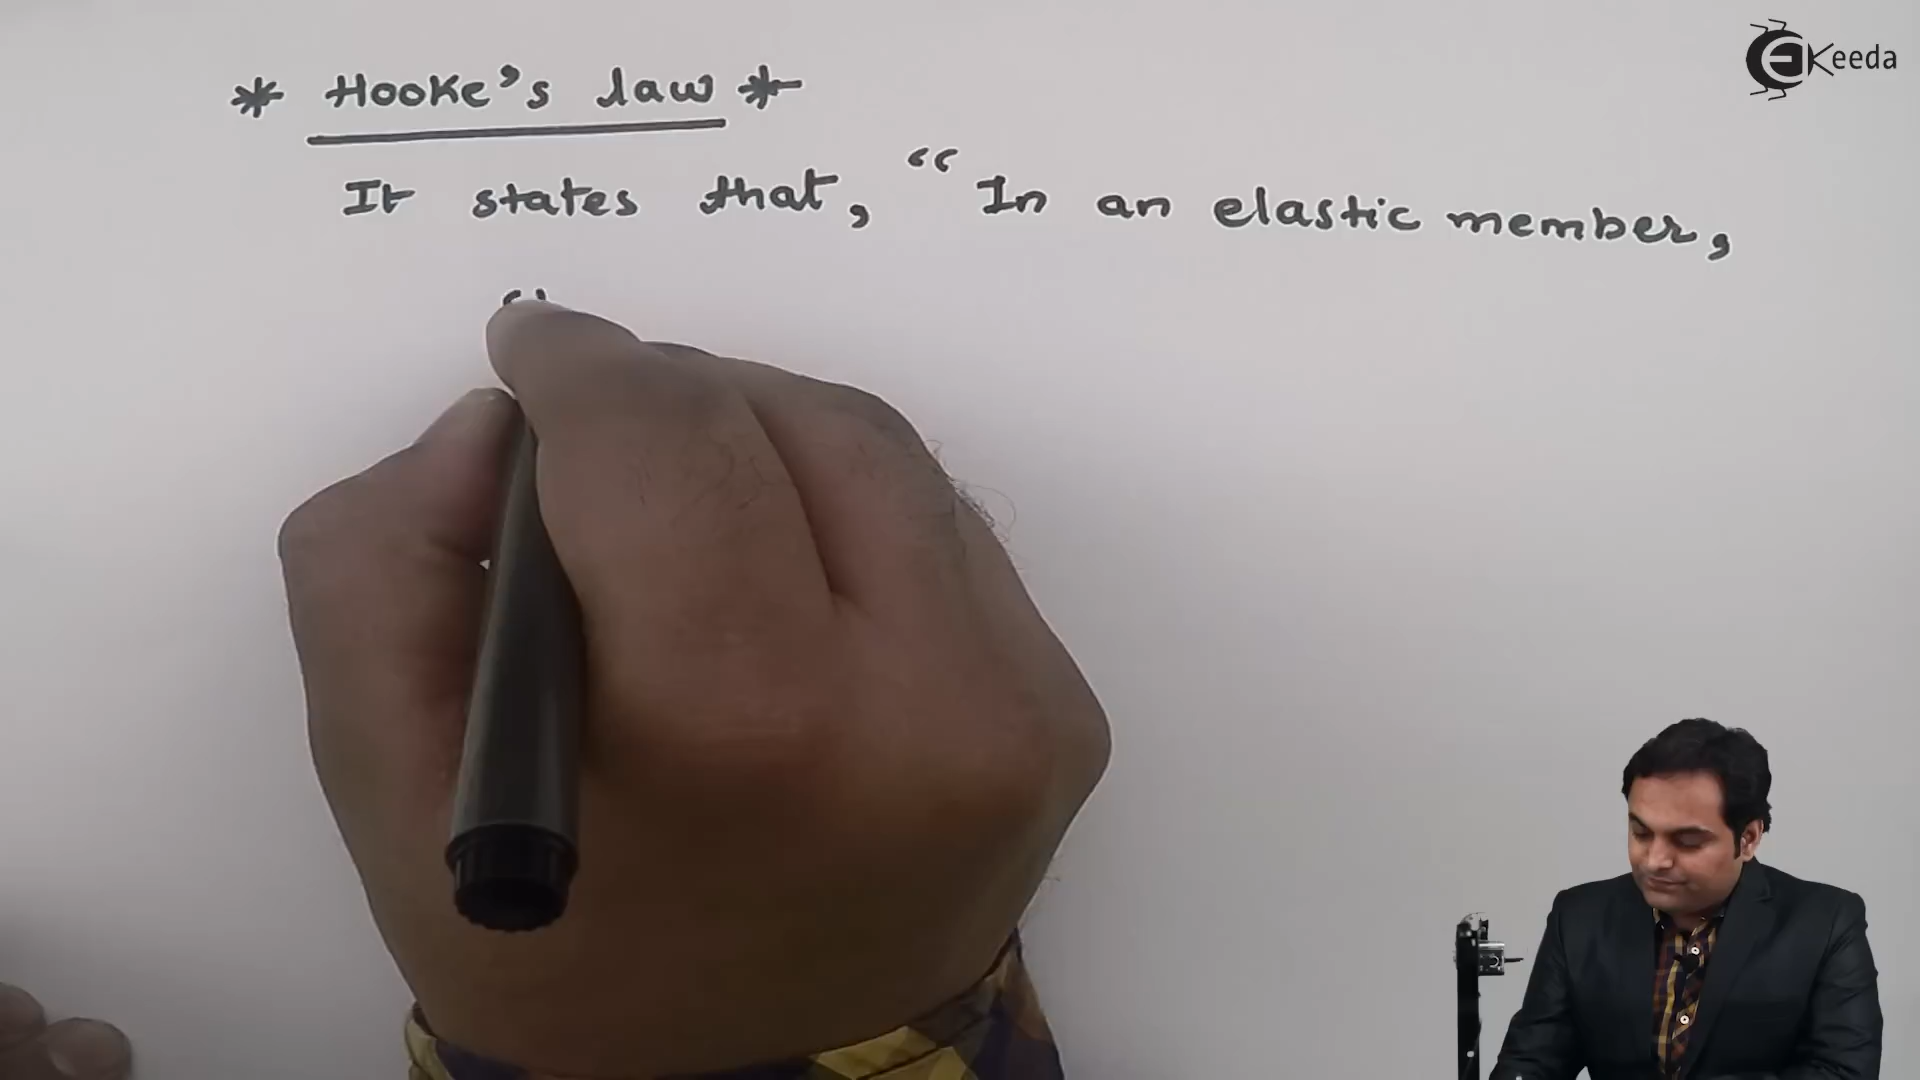 * Hooke's law *
EKeeda
It states that, “In an elastic member,